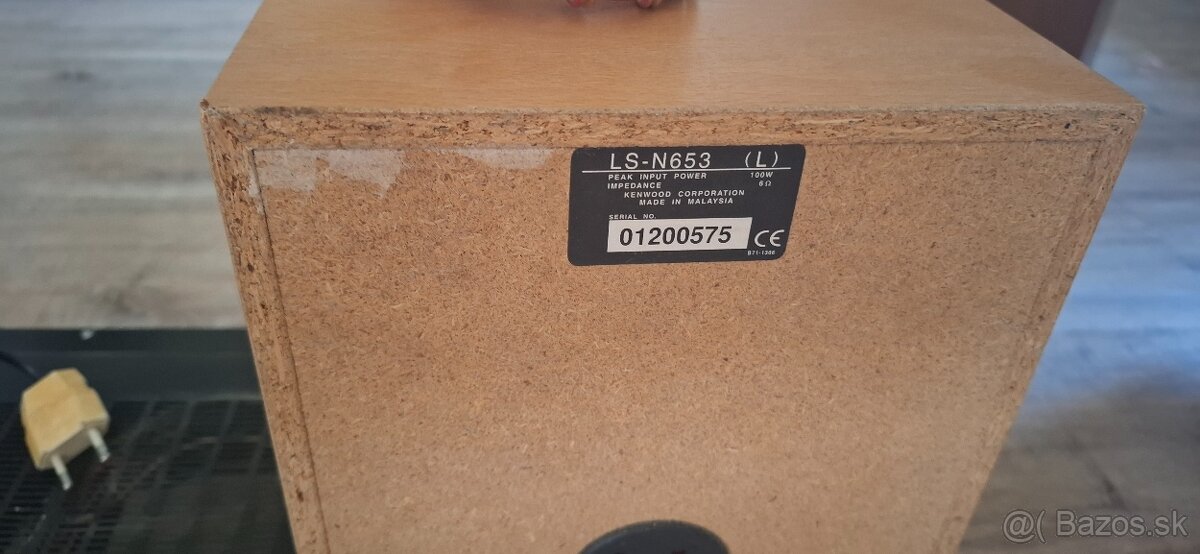 LS-N653 (L)
PEAK INPUT POWER 100W
IMPEDANCE 6Ω
KENWOOD CORPORATION
MADE IN MALAYSIA
SERIAL NO.
01200575 CE
B71-1366
@( Bazos.sk